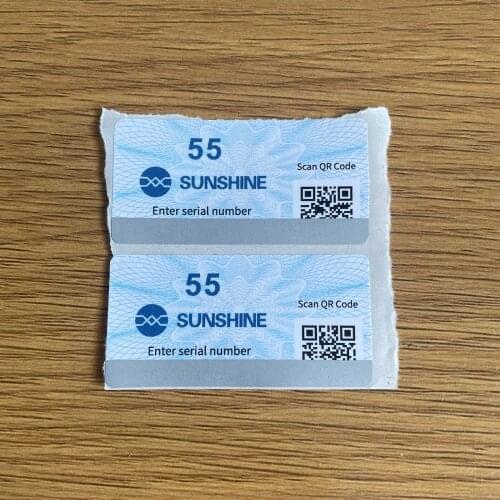 55
Scan QR Code
SUNSHINE
Enter serial number
55
Scan QR Code
SUNSHINE
Enter serial number